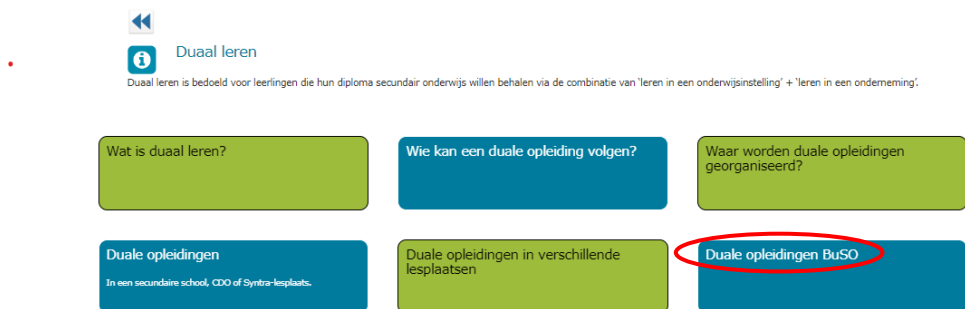 Duaal leren
Duaal leren is bedoeld voor leerlingen die hun diploma secundair onderwijs willen behalen via de combinatie van 'leren in een onderwijsinstelling' + 'leren in een onderneming'.
Wat is duaal leren?
Wie kan een duale opleiding volgen?
Waar worden duale opleidingen
georganiseerd?
Duale opleidingen
In een secundaire school, CDO of Syntra-lesplaats.
Duale opleidingen in verschillende
lesplaatsen
Duale opleidingen BuSO